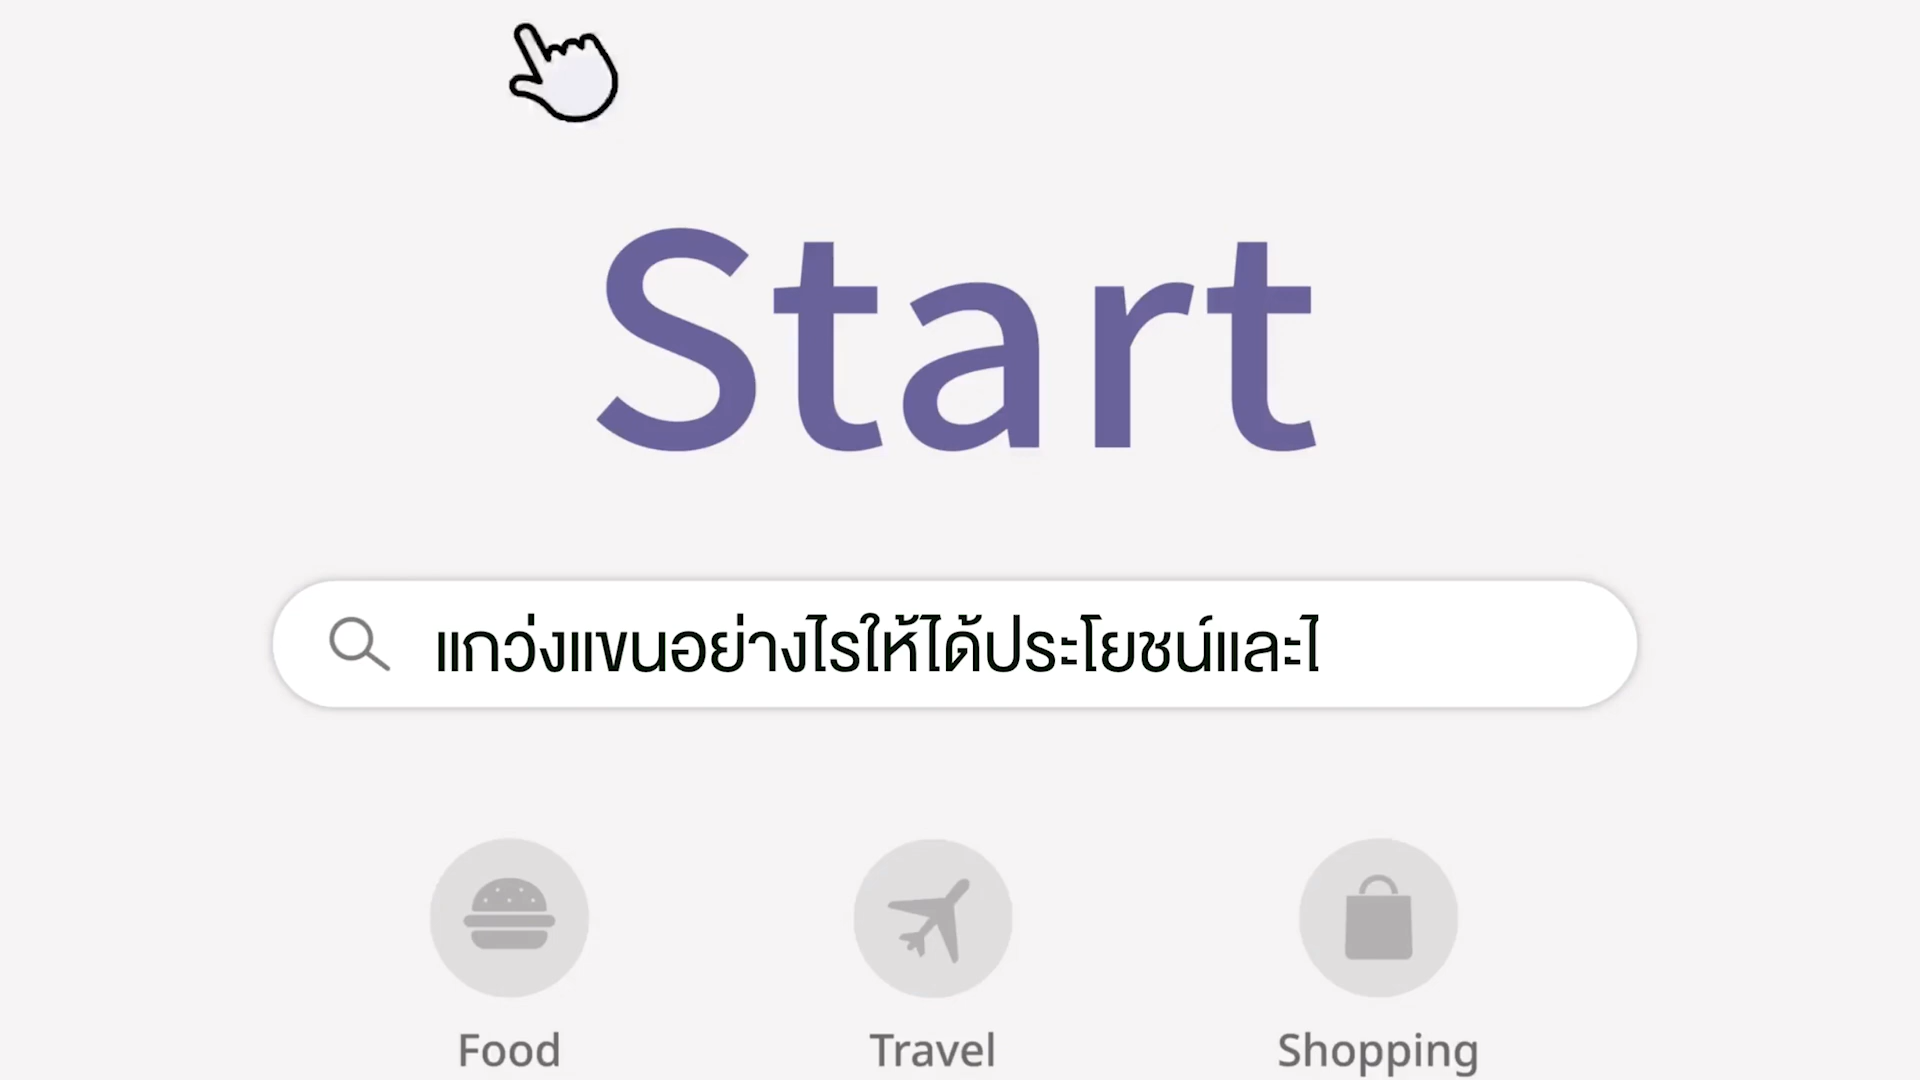 Start
แกว่งแขนอย่างไรให้ได้ประโยชน์และไ
Food
Travel
Shopping